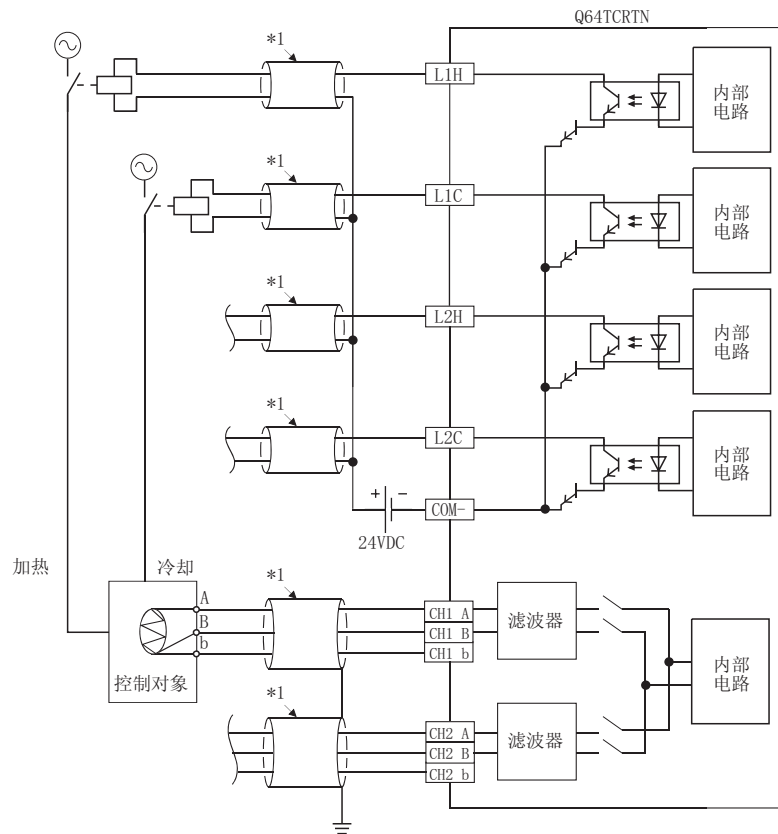 Q64TCRTN
*1
L1H
内部
电路
*1
L1C
内部
电路
*1
L2H
内部
电路
*1
L2C
内部
电路
+ −
COM-
24VDC
加热
冷却
*1
A
B
b
控制对象
CH1 A
CH1 B
CH1 b
滤波器
内部
电路
*1
CH2 A
CH2 B
CH2 b
滤波器